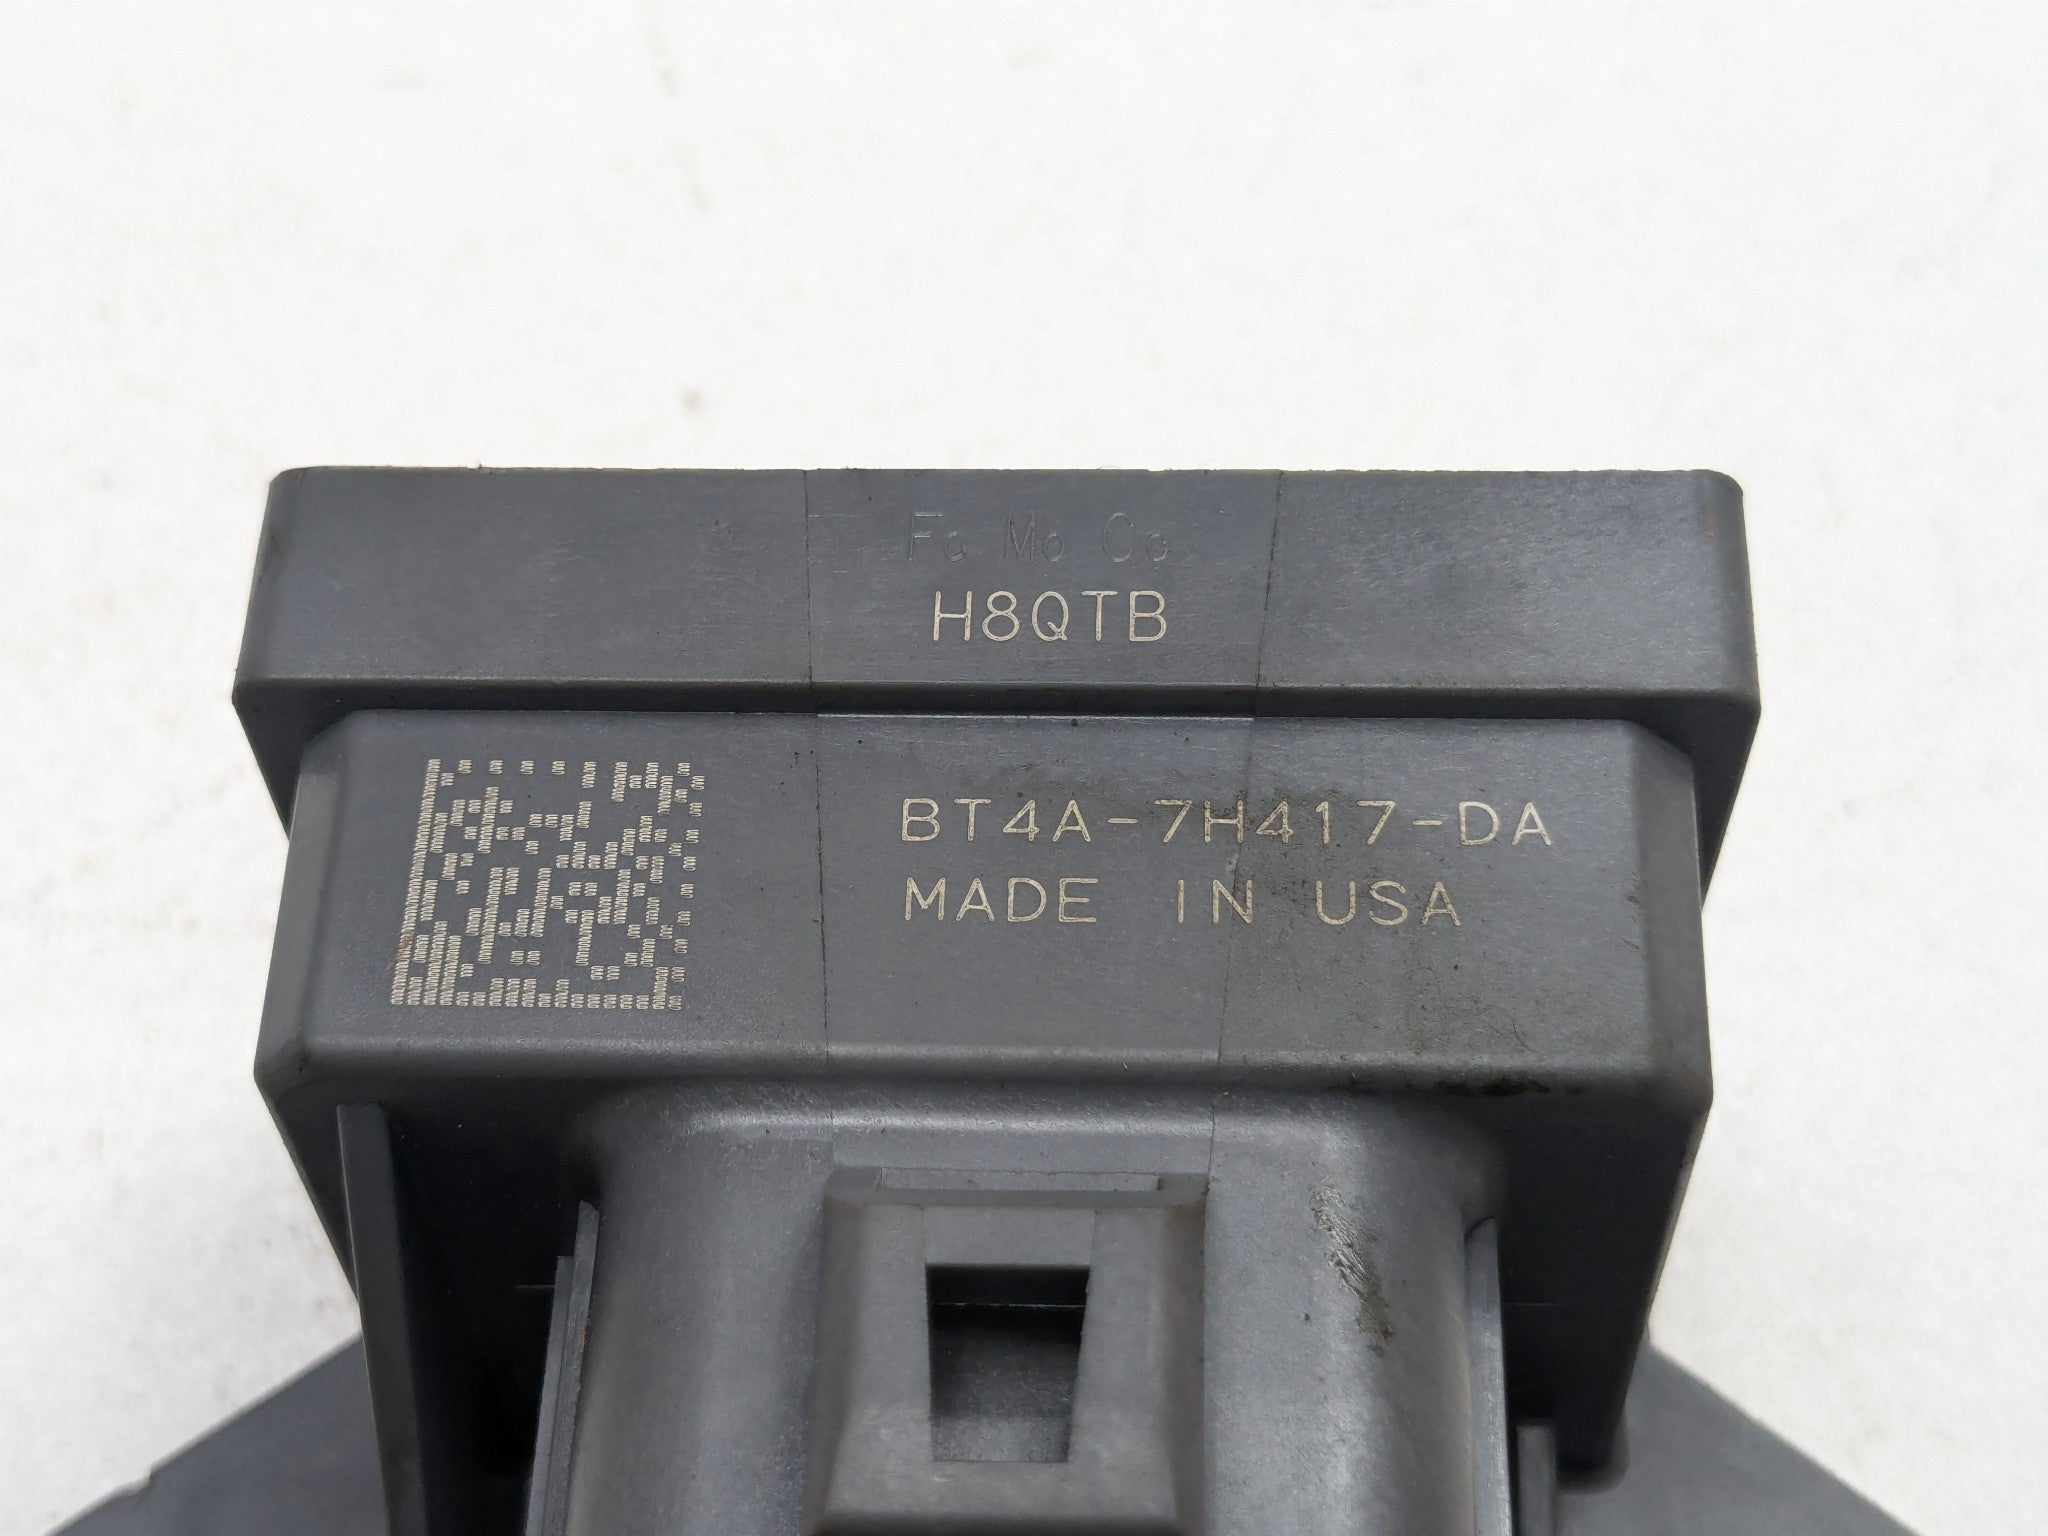 Fo Mo Co
H8QTB
BT4A-7H417-DA
MADE IN USA